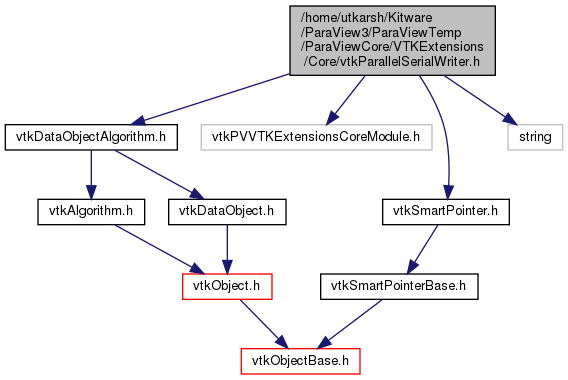 /home/utkarsh/Kitware
/ParaView3/ParaViewTemp
/ParaViewCore/VTKExtensions
/Core/vtkParallelSerialWriter.h
vtkDataObjectAlgorithm.h
vtkPVVTKExtensionsCoreModule.h
string
vtkAlgorithm.h
vtkDataObject.h
vtkSmartPointer.h
vtkObject.h
vtkSmartPointerBase.h
vtkObjectBase.h